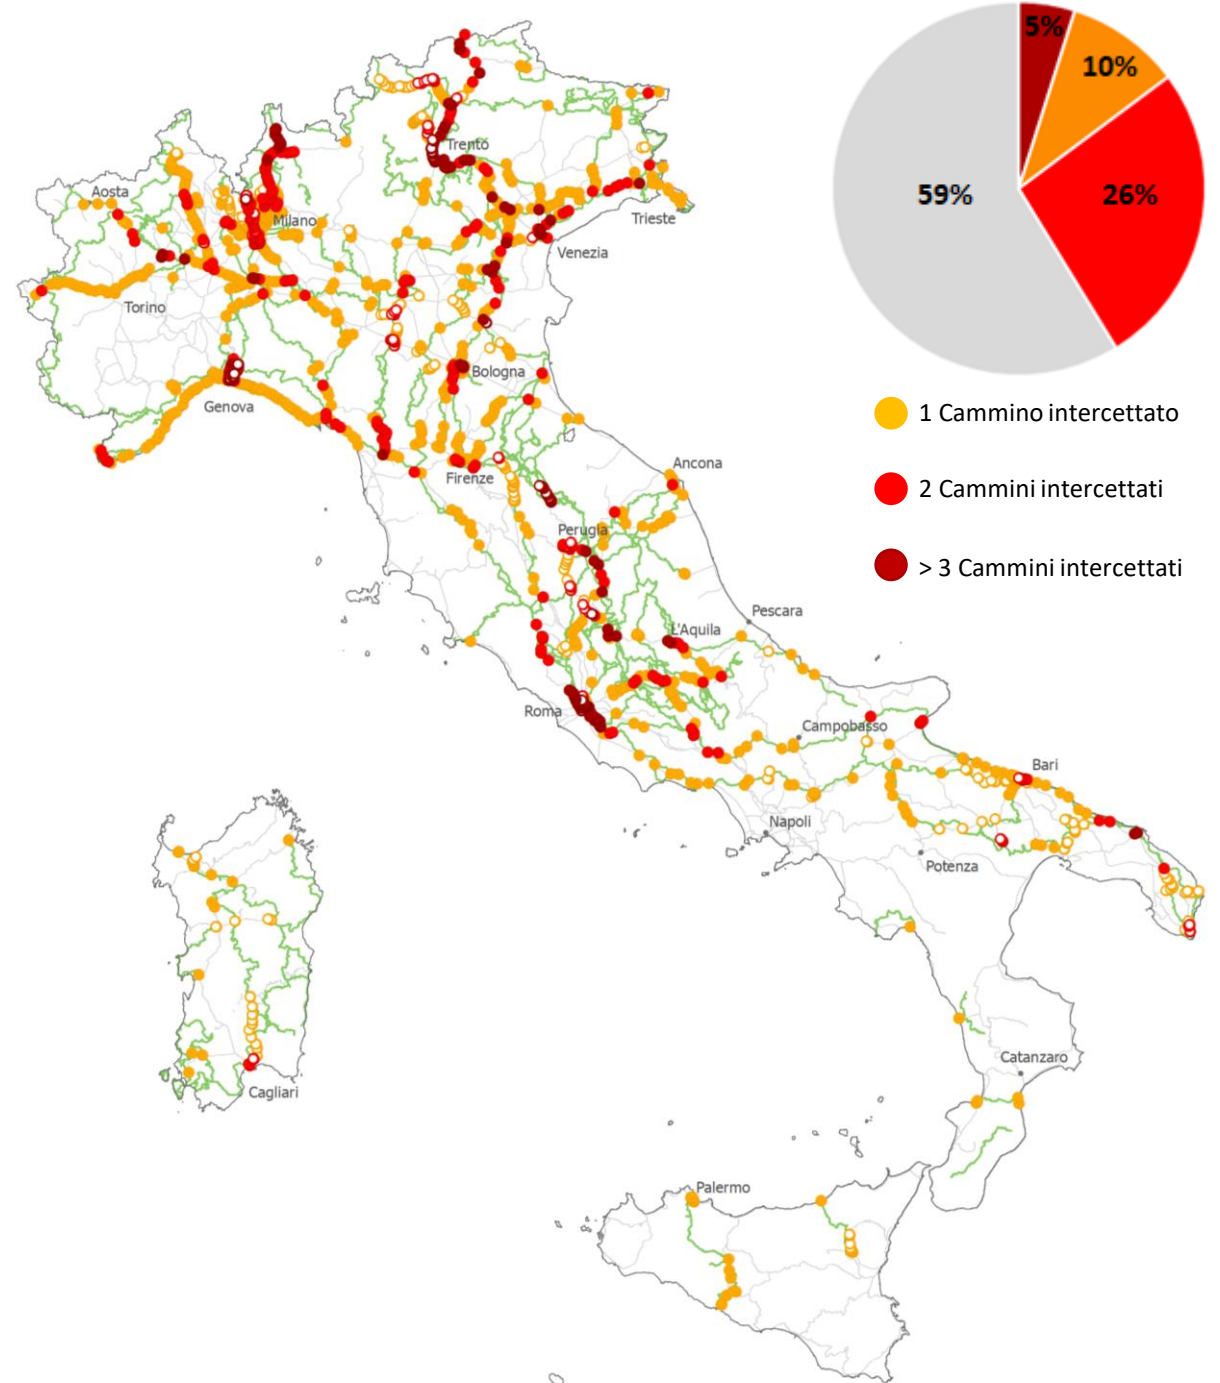 5%
10%
59%
26%
1 Cammino intercettato
2 Cammini intercettati
> 3 Cammini intercettati
Trento
Aosta
Milano
Trieste
Venezia
Torino
Bologna
Genova
Ancona
Firenze
Perugia
Pescara
L'Aquila
Roma
Campobasso
Bari
Napoli
Potenza
Catanzaro
Cagliari
Palermo